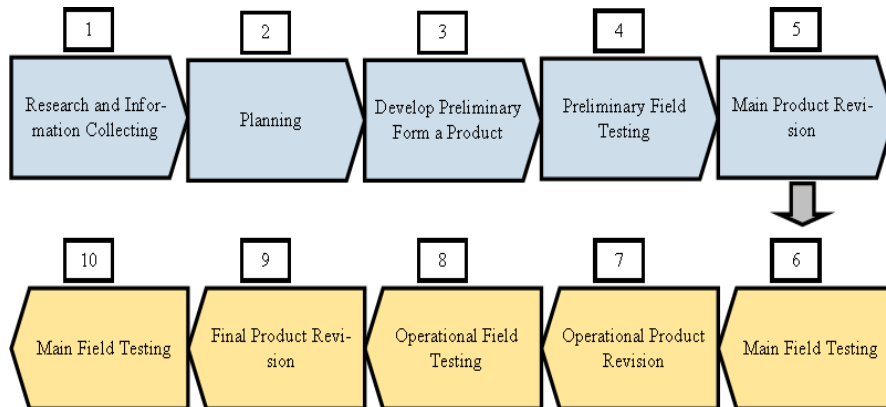 1
2
3
4
5
Research and Infor-
mation Collecting
Planning
Develop Preliminary
Form a Product
Preliminary Field
Testing
Main Product Revi-
sion
10
9
8
7
6
Main Field Testing
Final Product Revi-
sion
Operational Field
Testing
Operational Product
Revision
Main Field Testing